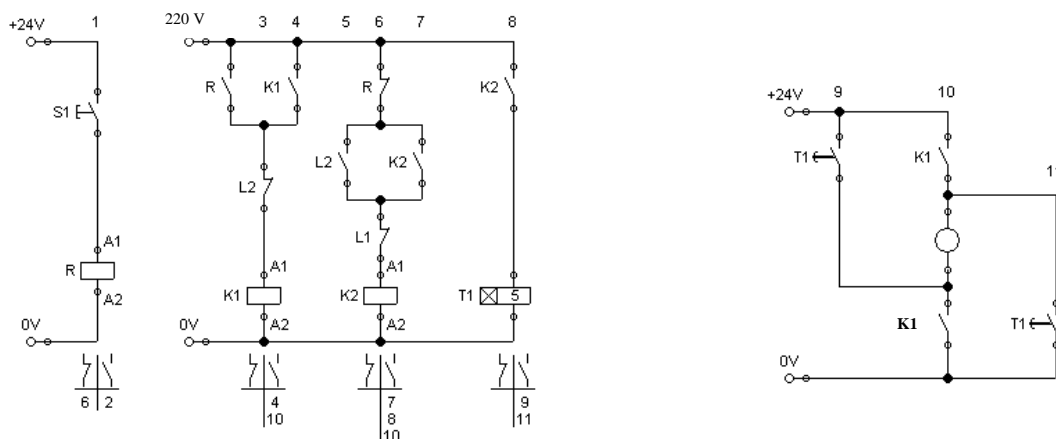 +24V 1
S1
A1
R
A2
0V
6 2
220 V 3 4 5 6 7 8
R K1 R K2
L2 K2
L2
L1
A1 A1
K1 K2 T1 5
A2 A2
0V
4 7 9
10 8 11
10
9 10
+24V
T1 K1
11
K1 T1
0V